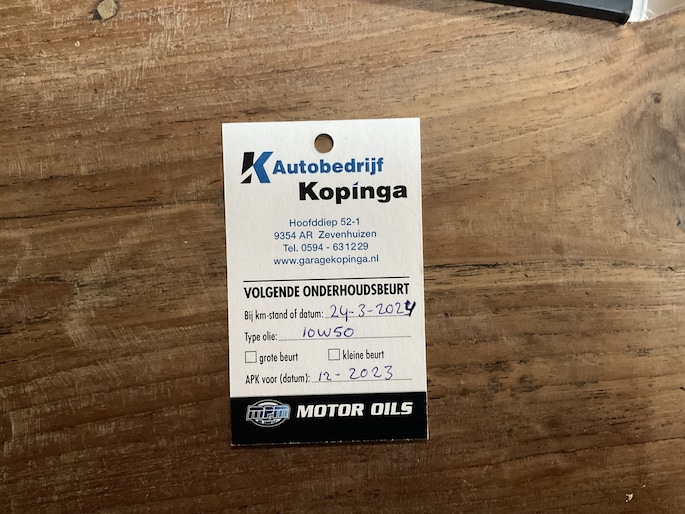 Autobedrijf
Kopinga
Hoofddiep 52-1
9354 AR Zevenhuizen
Tel. 0594 - 631229
www.garagekopinga.nl
VOLGENDE ONDERHOUDSBEURT
Bij km-stand of datum: 24-3-2024
Type olie: 10W50
grote beurt kleine beurt
APK voor (datum): 12-2023
mpm MOTOR OILS